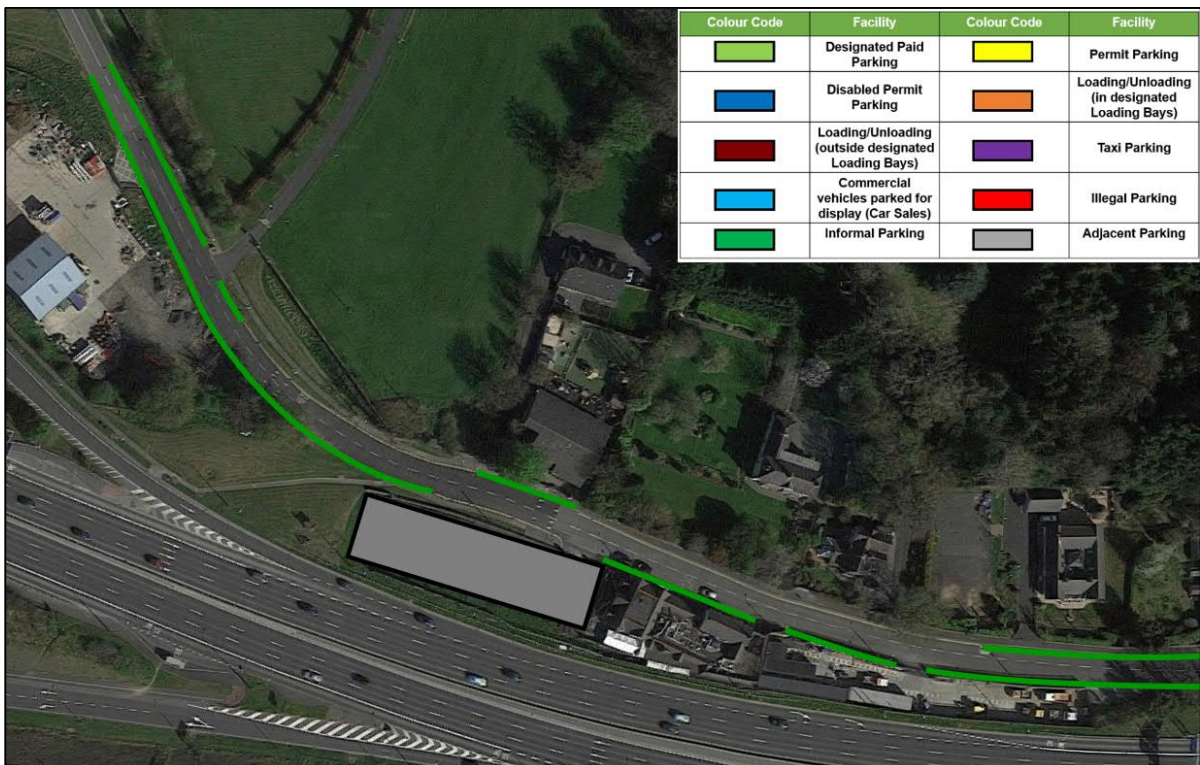 Colour Code Facility Colour Code Facility
Designated Paid
Parking
Permit Parking
Disabled Permit
Parking
Loading/Unloading
(in designated
Loading Bays)
Loading/Unloading
(outside designated
Loading Bays)
Taxi Parking
Commercial
vehicles parked for
display (Car Sales)
Illegal Parking
Informal Parking
Adjacent Parking